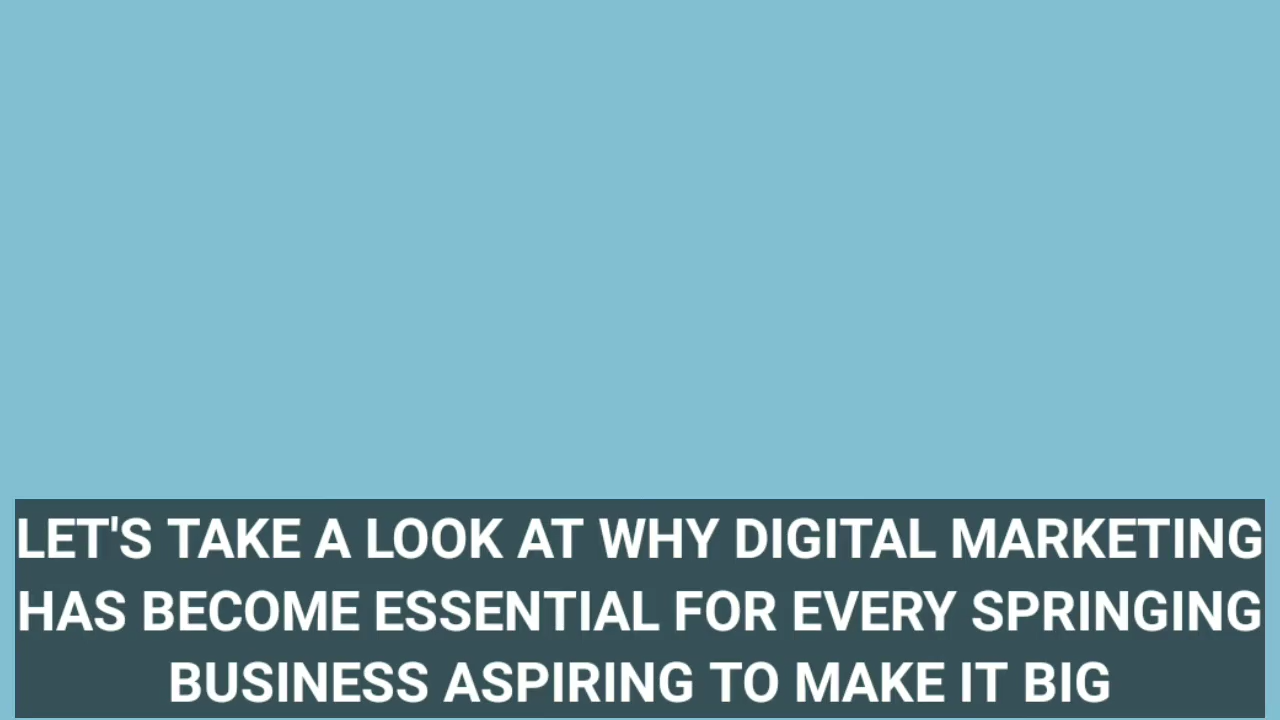 LET'S TAKE A LOOK AT WHY DIGITAL MARKETING
HAS BECOME ESSENTIAL FOR EVERY SPRINGING
BUSINESS ASPIRING TO MAKE IT BIG